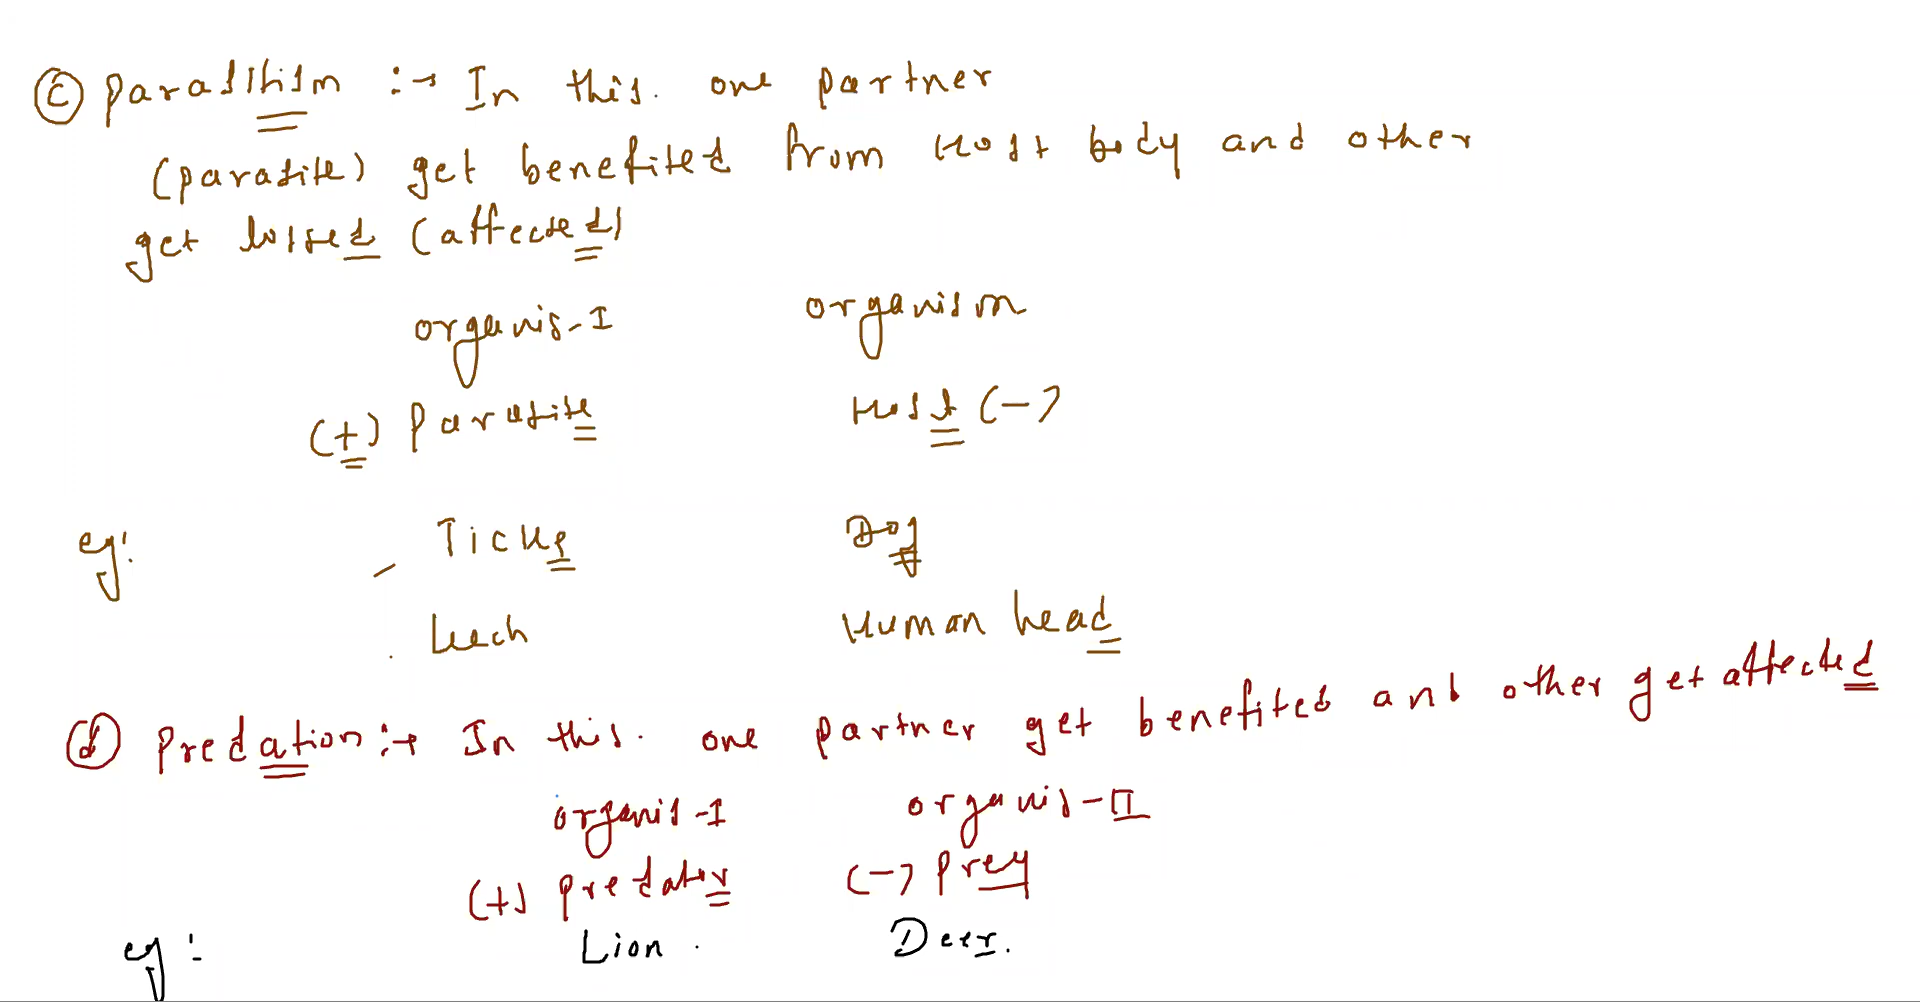 (c) parasitism :→ In this. one partner
(parasite) get benefited from Host body and other
get lossed (affected)
organis-I organism
(+) Parasite Host (-)
eg: Ticks Dog
Leech Human head
(d) Predation :→ In this. one partner get benefited and other get affected
organis-I organis-II
(+) predator (-) Prey
eg: Lion. Deer.